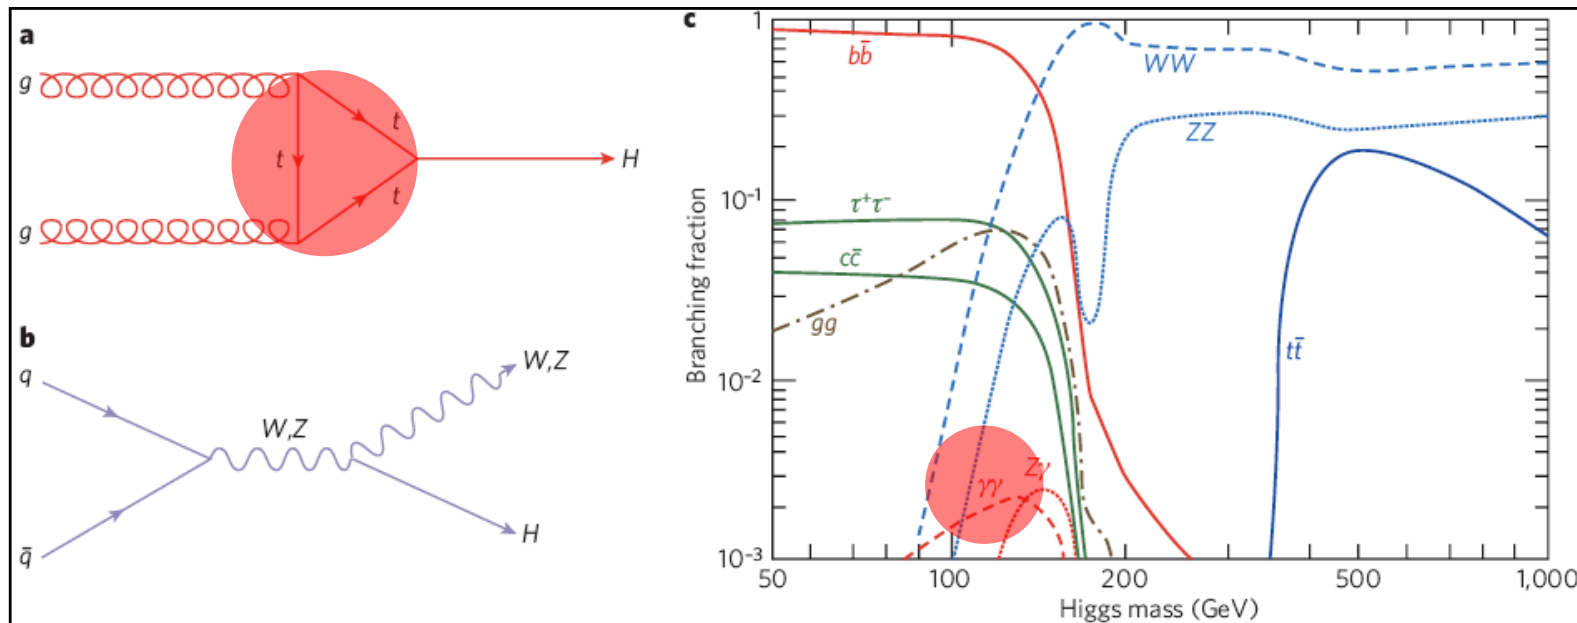 a
g
t
t
t
H
g
b
q
W,Z
W,Z
q̄
H
c
Branching fraction
1
10⁻¹
10⁻²
10⁻³
bb̄
WW
ZZ
τ⁺τ⁻
cc̄
gg
tt̄
Zγ
γγ
50
100
200
500
1,000
Higgs mass (GeV)